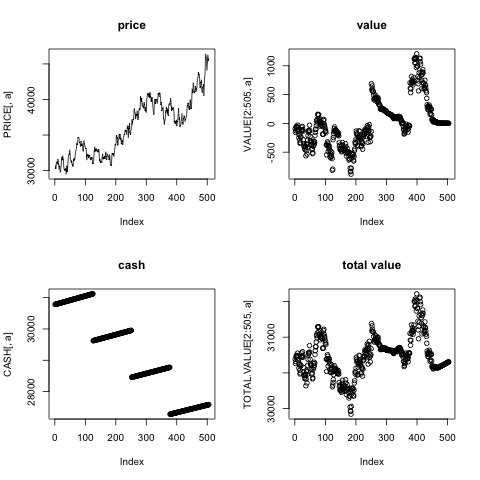 price
PRICE[, a]
30000 40000
0 100 200 300 400 500
Index
value
VALUE[2:505, a]
-500 0 500 1000
0 100 200 300 400 500
Index
cash
CASH[, a]
28000 30000
0 100 200 300 400 500
Index
total value
TOTAL.VALUE[2:505, a]
30000 31000
0 100 200 300 400 500
Index